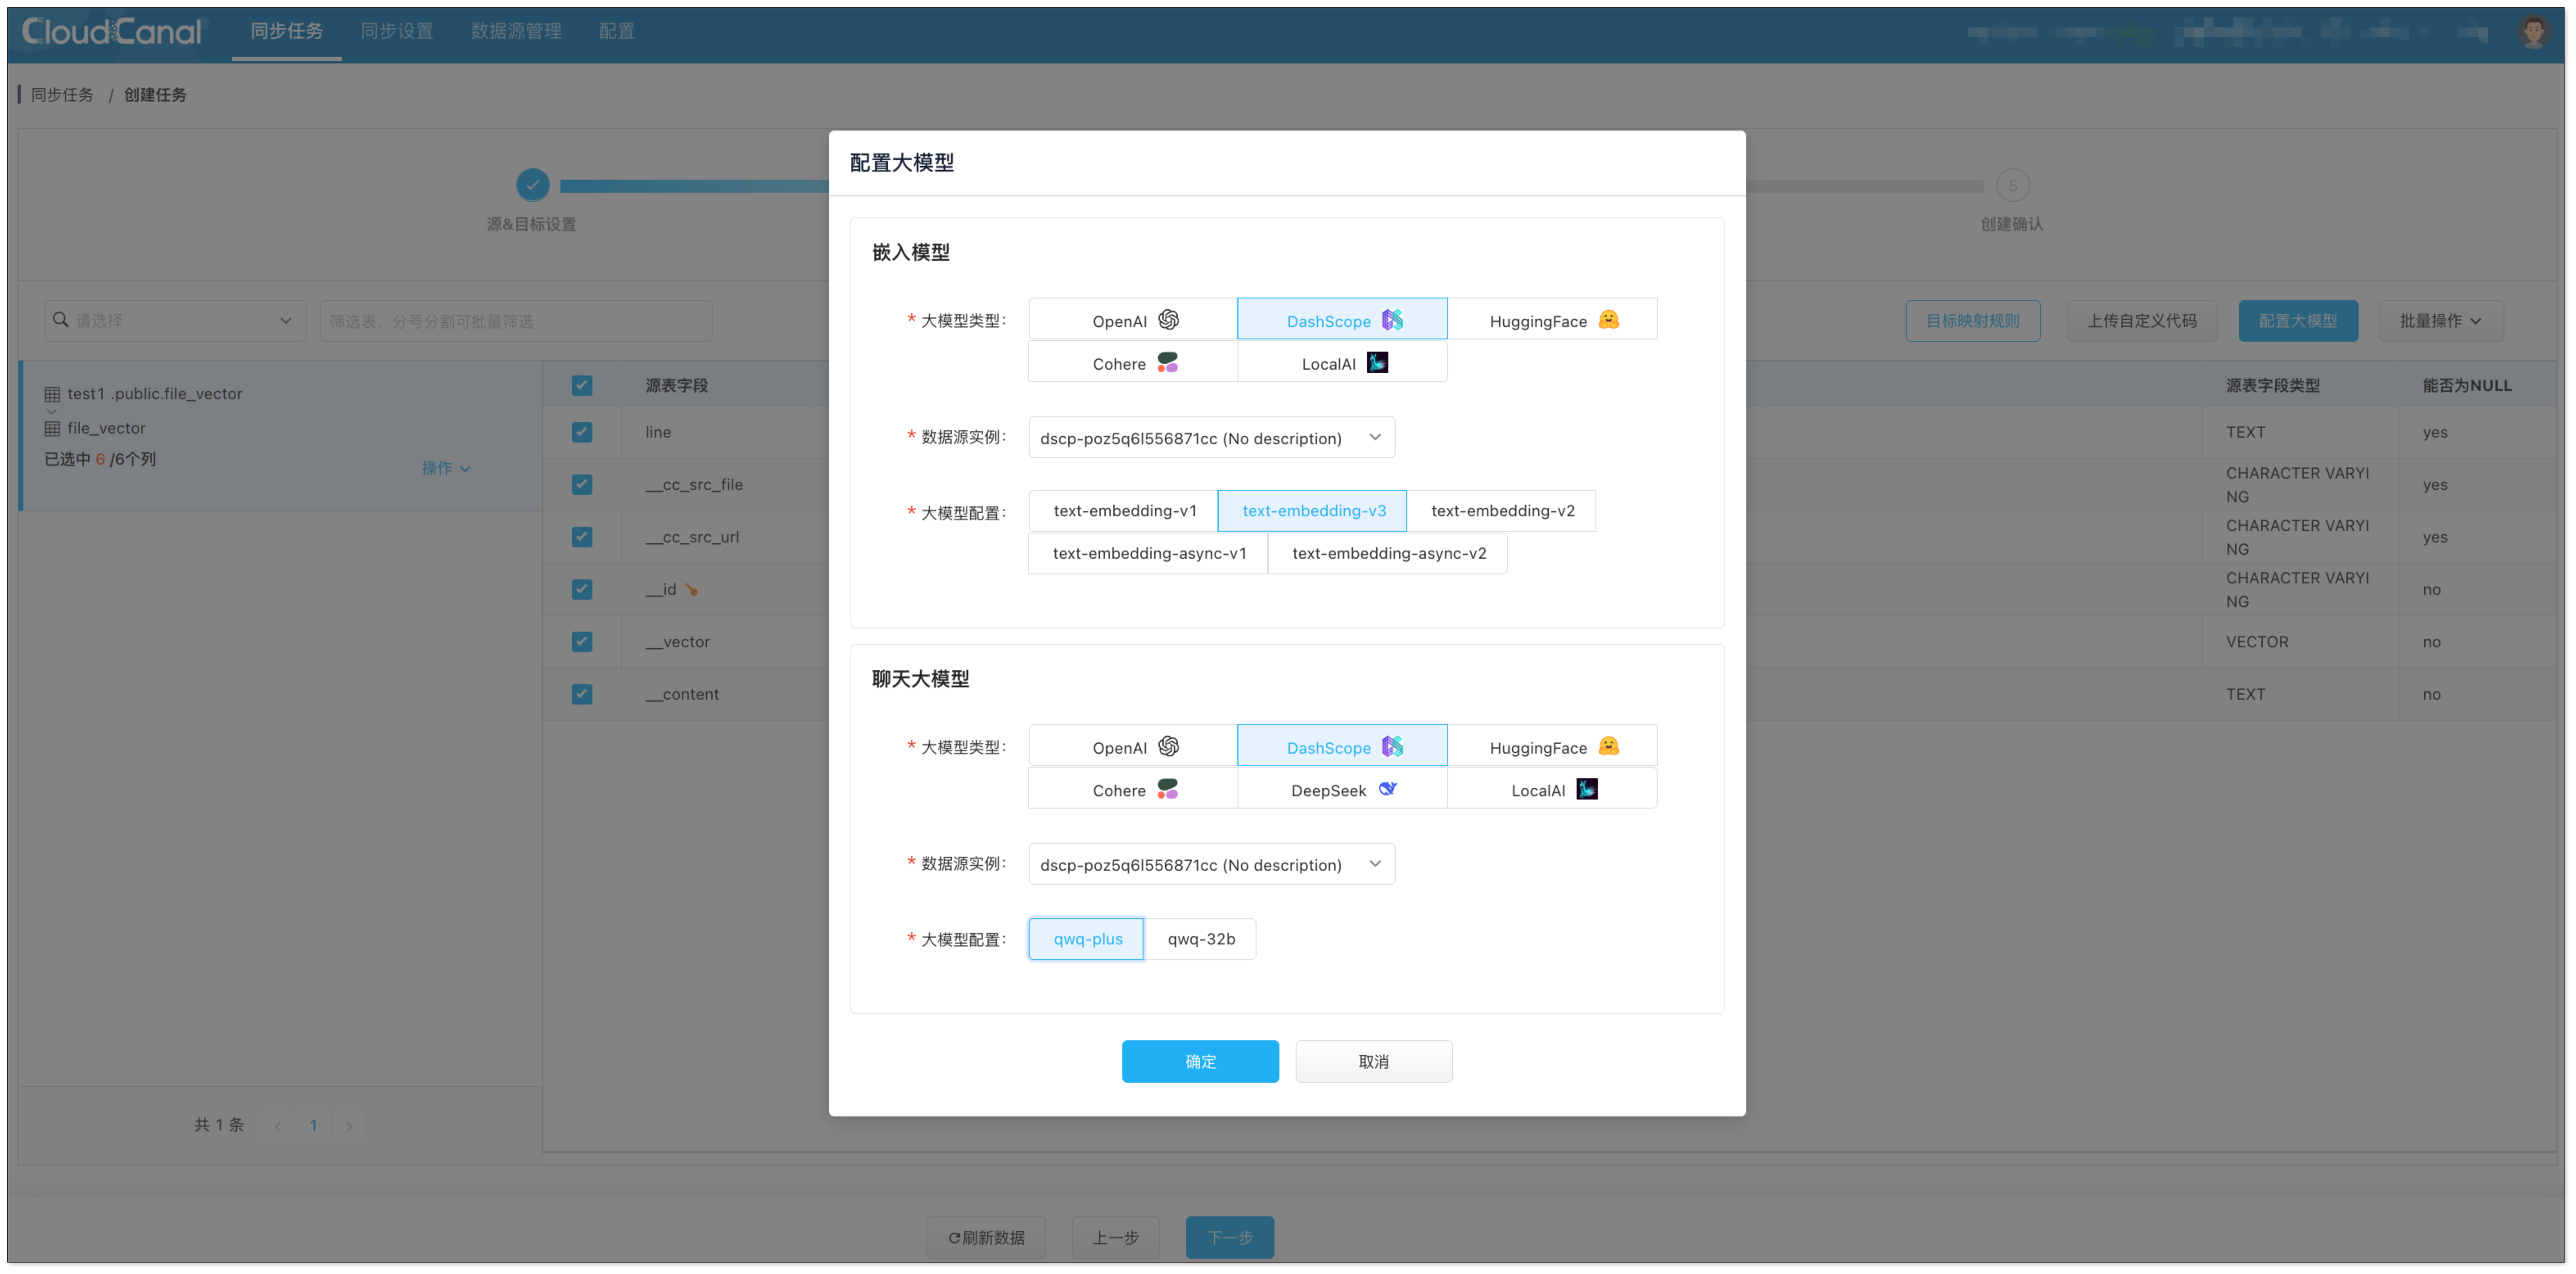 CloudCanal 同步任务 同步设置 数据源管理 配置
同步任务 / 创建任务
源&目标设置
5
创建确认
请选择
筛选表，分号分割可批量筛选
目标映射规则
上传自定义代码
配置大模型
批量操作
test1 .public.file_vector
file_vector
已选中 6 /6个列
操作
源表字段
源表字段类型
能否为NULL
line
TEXT
yes
__cc_src_file
CHARACTER VARYI
NG
yes
__cc_src_url
CHARACTER VARYI
NG
yes
__id
CHARACTER VARYI
NG
no
__vector
VECTOR
no
__content
TEXT
no
共 1 条
1
配置大模型
嵌入模型
* 大模型类型：
OpenAI
DashScope
HuggingFace
Cohere
LocalAI
* 数据源实例：
dscp-poz5q6l556871cc (No description)
* 大模型配置：
text-embedding-v1
text-embedding-v3
text-embedding-v2
text-embedding-async-v1
text-embedding-async-v2
聊天大模型
* 大模型类型：
OpenAI
DashScope
HuggingFace
Cohere
DeepSeek
LocalAI
* 数据源实例：
dscp-poz5q6l556871cc (No description)
* 大模型配置：
qwq-plus
qwq-32b
确定
取消
刷新数据
上一步
下一步